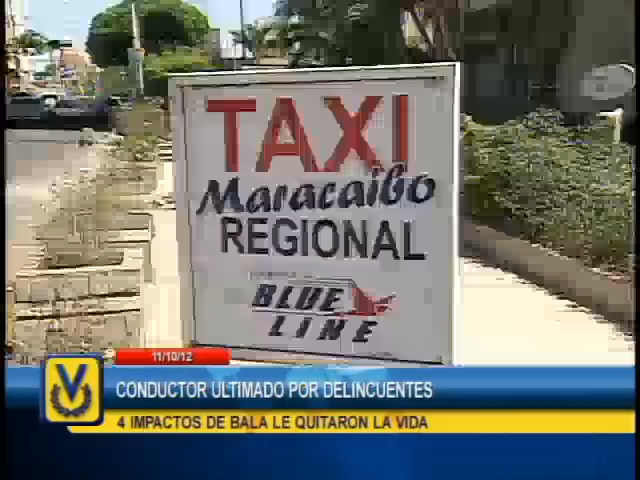 TAXI
Maracaibo
REGIONAL
BLUE
LINE
11/10/12
CONDUCTOR ULTIMADO POR DELINCUENTES
4 IMPACTOS DE BALA LE QUITARON LA VIDA